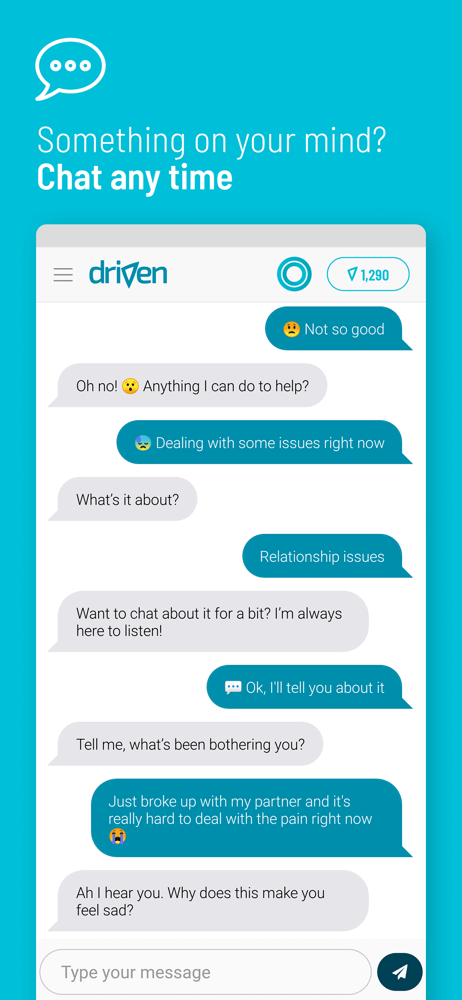 Something on your mind?
Chat any time
driven
1,290
😟 Not so good
Oh no! 😯 Anything I can do to help?
😓 Dealing with some issues right now
What’s it about?
Relationship issues
Want to chat about it for a bit? I’m always
here to listen!
💬 Ok, I'll tell you about it
Tell me, what’s been bothering you?
Just broke up with my partner and it's
really hard to deal with the pain right now
😭
Ah I hear you. Why does this make you
feel sad?
Type your message